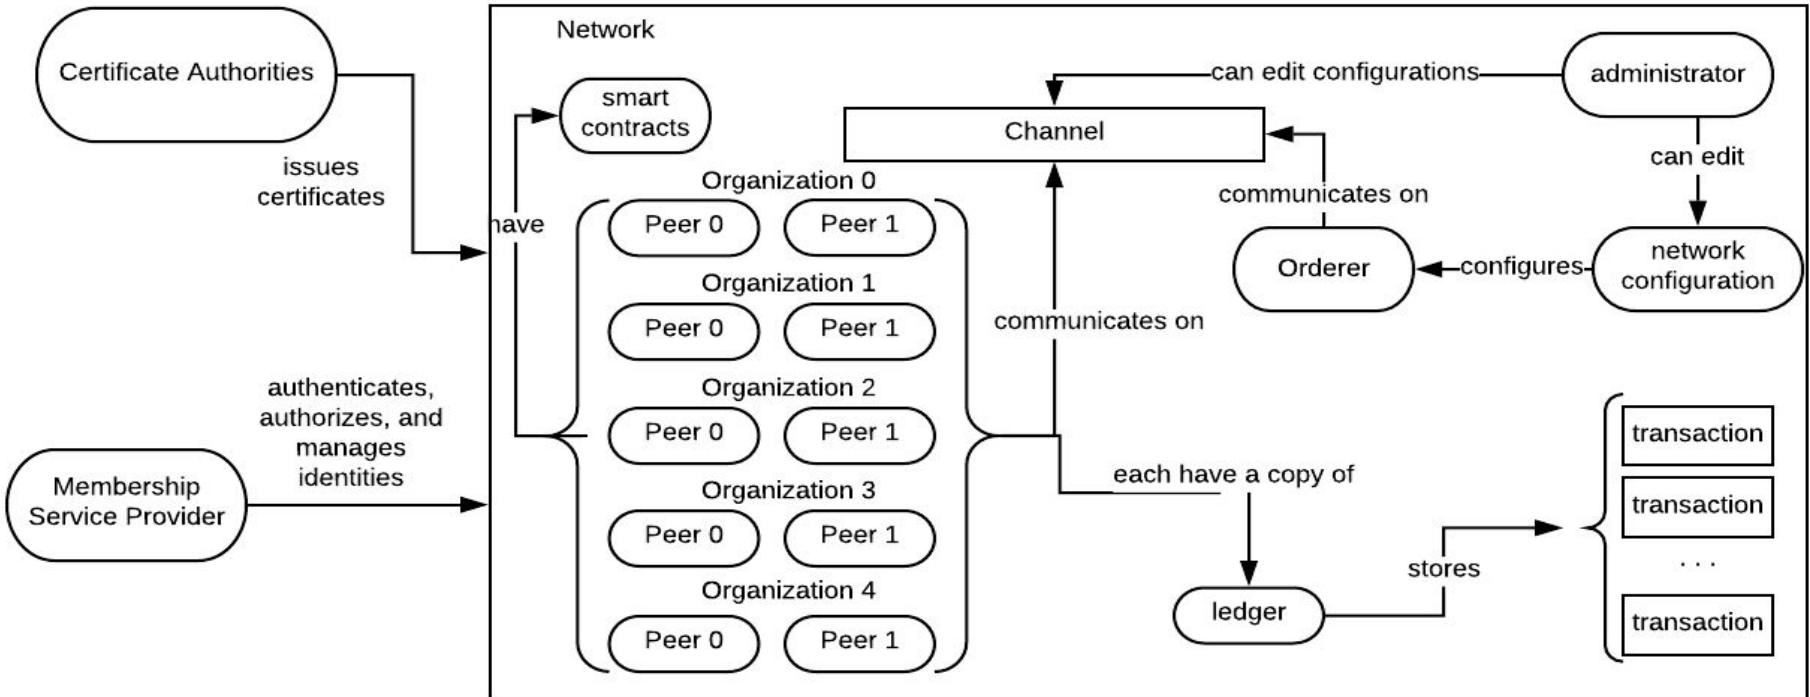 Network
Certificate Authorities
issues
certificates
authenticates,
authorizes, and
manages
identities
Membership
Service Provider
have
smart
contracts
Organization 0
Peer 0
Peer 1
Organization 1
Peer 0
Peer 1
Organization 2
Peer 0
Peer 1
Organization 3
Peer 0
Peer 1
Organization 4
Peer 0
Peer 1
Channel
can edit configurations
administrator
can edit
network
configuration
configures
Orderer
communicates on
communicates on
each have a copy of
ledger
stores
transaction
transaction
. . .
transaction